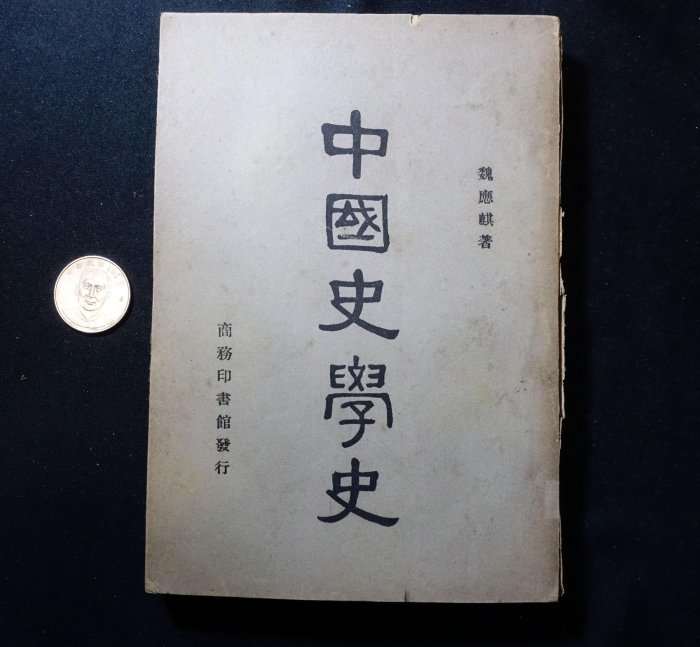 魏應麒著
中國史學史
商務印書館發行